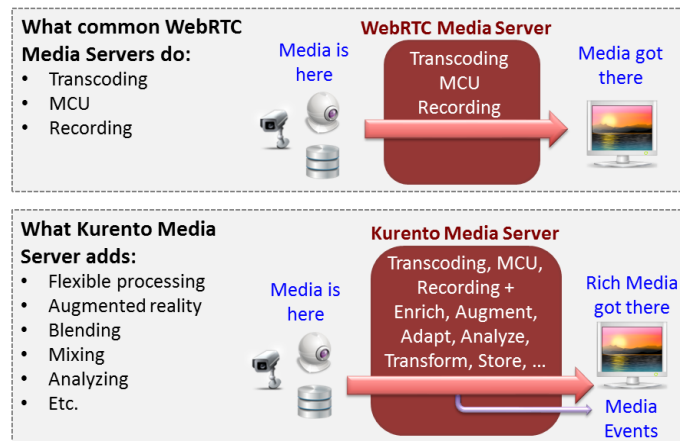 What common WebRTC
Media Servers do:
• Transcoding
• MCU
• Recording
Media is
here
WebRTC Media Server
Transcoding
MCU
Recording
Media got
there
What Kurento Media
Server adds:
• Flexible processing
• Augmented reality
• Blending
• Mixing
• Analyzing
• Etc.
Media is
here
Kurento Media Server
Transcoding, MCU,
Recording +
Enrich, Augment,
Adapt, Analyze,
Transform, Store, ...
Rich Media
got there
Media
Events